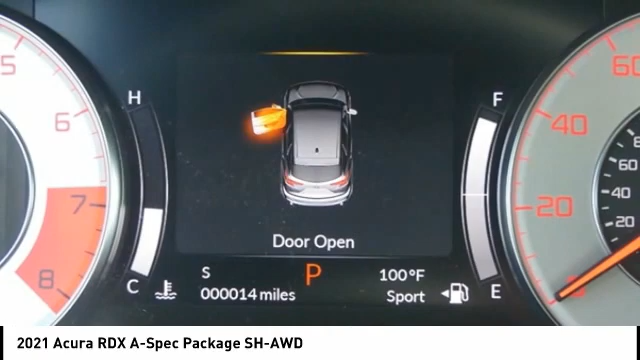 5
6
7
8
H
C
Door Open
S
P
000014 miles
100°F
Sport
F
E
60
40
20
0
60
40
20
2021 Acura RDX A-Spec Package SH-AWD